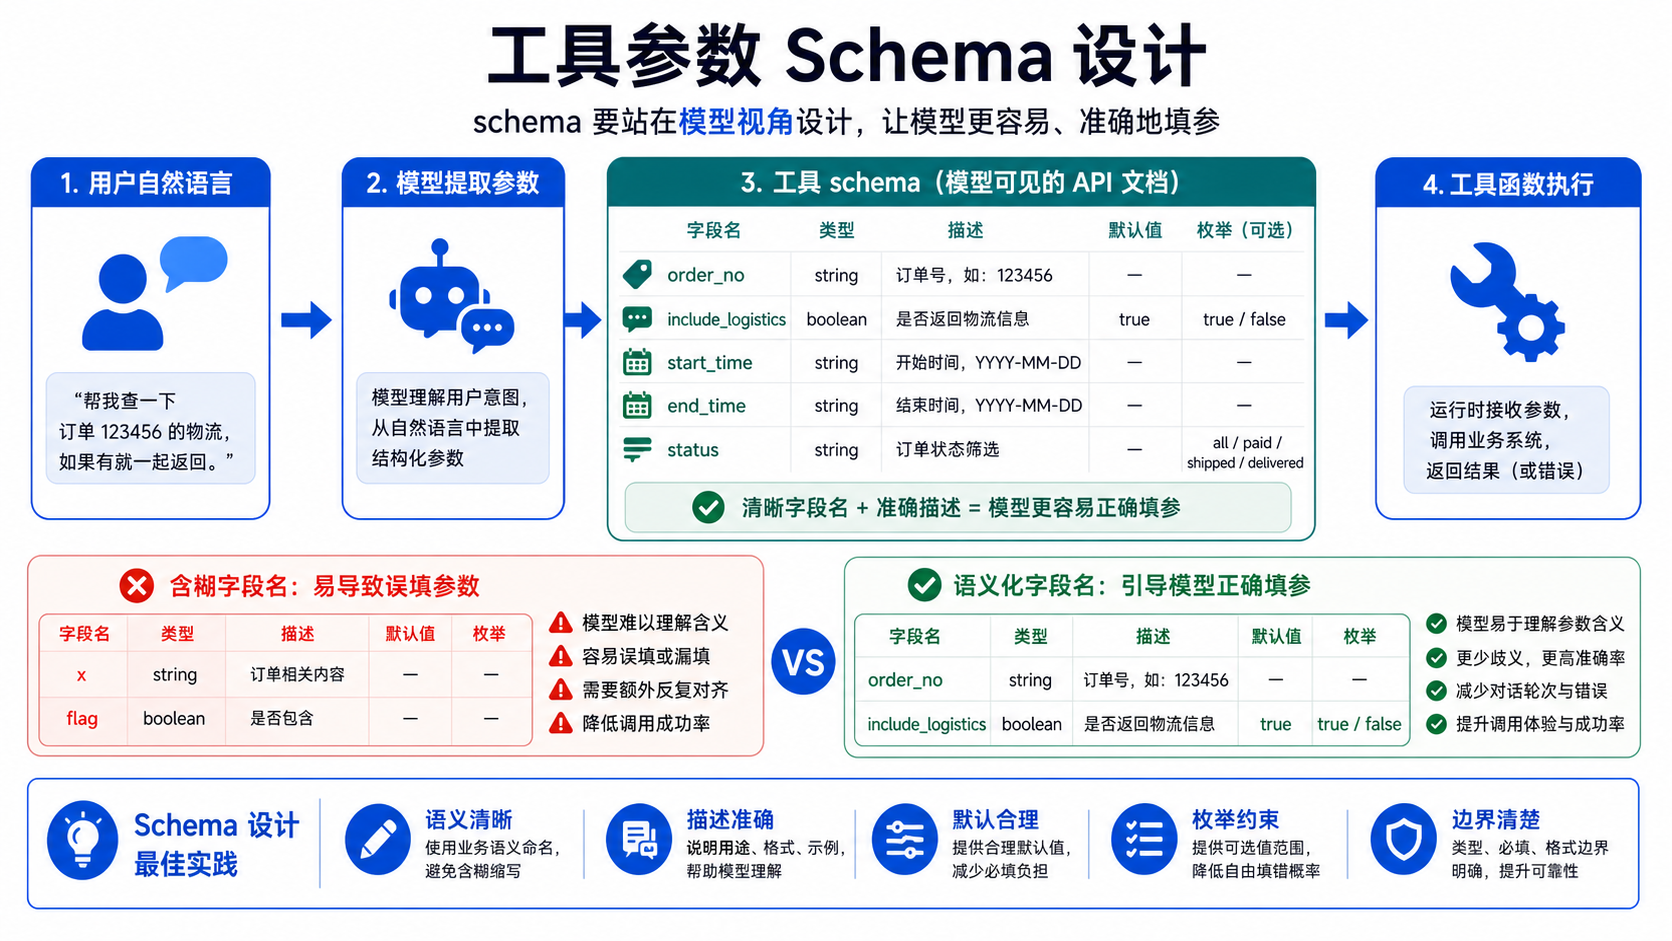 工具参数 Schema 设计
schema 要站在模型视角设计，让模型更容易、准确地填参
1. 用户自然语言
“帮我查一下
订单 123456 的物流，
如果有就一起返回。”
2. 模型提取参数
模型理解用户意图，
从自然语言中提取
结构化参数
3. 工具 schema（模型可见的 API 文档）
字段名 类型 描述 默认值 枚举（可选）
order_no string 订单号，如：123456 — —
include_logistics boolean 是否返回物流信息 true true / false
start_time string 开始时间，YYYY-MM-DD — —
end_time string 结束时间，YYYY-MM-DD — —
status string 订单状态筛选 — all / paid /
shipped / delivered
清晰字段名 + 准确描述 = 模型更容易正确填参
4. 工具函数执行
运行时接收参数，
调用业务系统，
返回结果（或错误）
含糊字段名：易导致误填参数
字段名 类型 描述 默认值 枚举
x string 订单相关内容 — —
flag boolean 是否包含 — —
模型难以理解含义
容易误填或漏填
需要额外反复对齐
降低调用成功率
VS
语义化字段名：引导模型正确填参
字段名 类型 描述 默认值 枚举
order_no string 订单号，如：123456 — —
include_logistics boolean 是否返回物流信息 true true / false
模型易于理解参数含义
更少歧义，更高准确率
减少对话轮次与错误
提升调用体验与成功率
Schema 设计
最佳实践
语义清晰
使用业务语义命名，
避免含糊缩写
描述准确
说明用途、格式、示例，
帮助模型理解
默认合理
提供合理默认值，
减少必填负担
枚举约束
提供可选值范围，
降低自由填错概率
边界清楚
类型、必填、格式边界
明确，提升可靠性